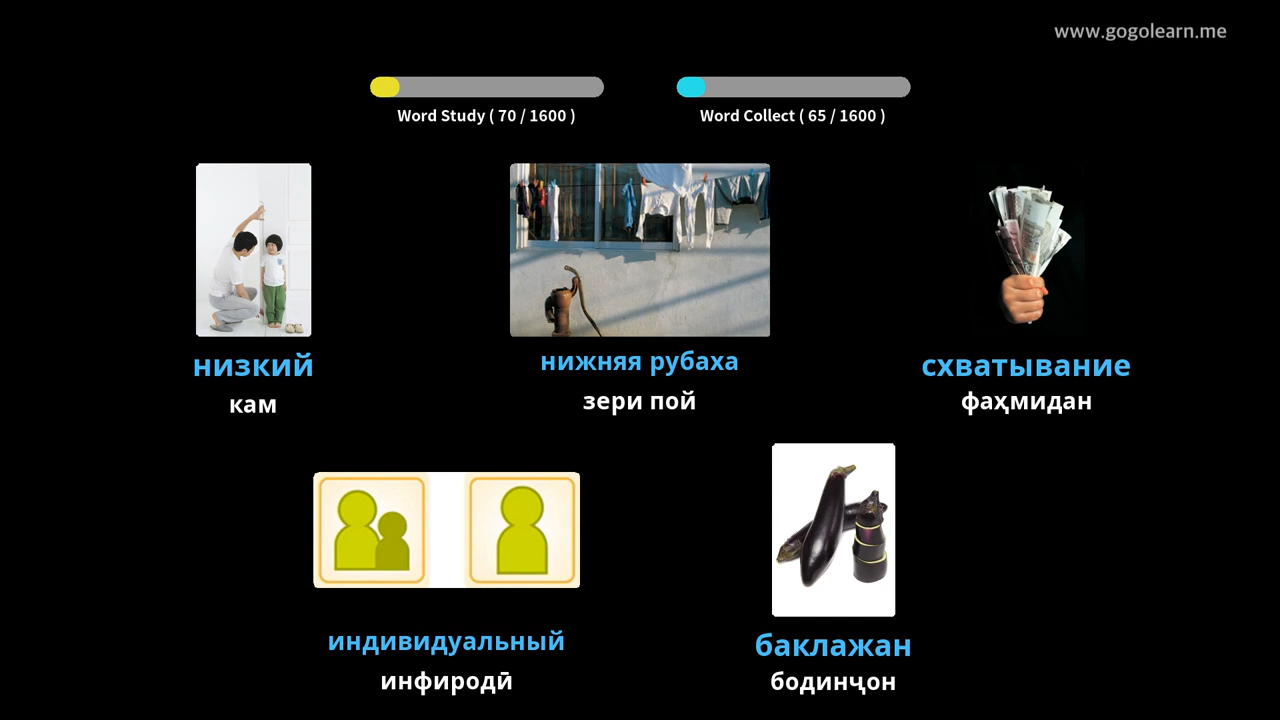 www.gogolearn.me
Word Study ( 70 / 1600 )
Word Collect ( 65 / 1600 )
низкий
кам
нижняя рубаха
зери пой
схватывание
фаҳмидан
индивидуальный
инфиродӣ
баклажан
бодинҷон